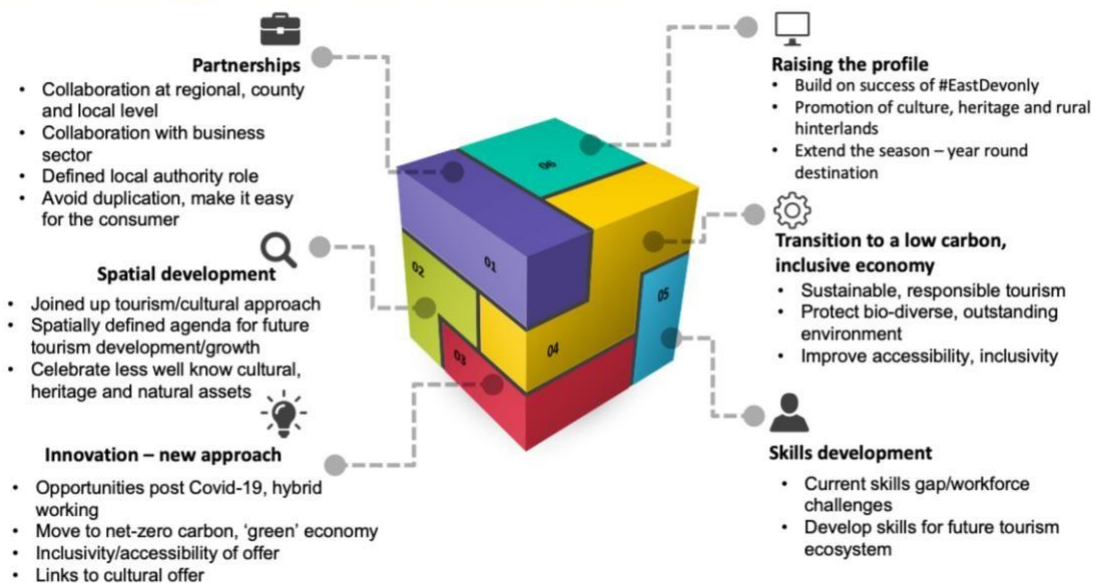 Partnerships
• Collaboration at regional, county
and local level
• Collaboration with business
sector
• Defined local authority role
• Avoid duplication, make it easy
for the consumer
Spatial development
• Joined up tourism/cultural approach
• Spatially defined agenda for future
tourism development/growth
• Celebrate less well know cultural,
heritage and natural assets
Innovation – new approach
• Opportunities post Covid-19, hybrid
working
• Move to net-zero carbon, ‘green’ economy
• Inclusivity/accessibility of offer
• Links to cultural offer
06
01
02
05
04
03
Raising the profile
• Build on success of #EastDevonly
• Promotion of culture, heritage and rural
hinterlands
• Extend the season – year round
destination
Transition to a low carbon,
inclusive economy
• Sustainable, responsible tourism
• Protect bio-diverse, outstanding
environment
• Improve accessibility, inclusivity
Skills development
• Current skills gap/workforce
challenges
• Develop skills for future tourism
ecosystem